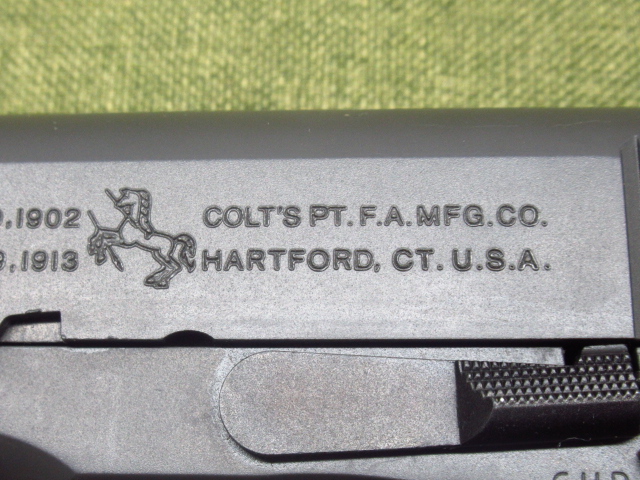 ,1902 COLT'S PT. F.A. MFG. CO.
,1913 HARTFORD, CT. U.S.A.